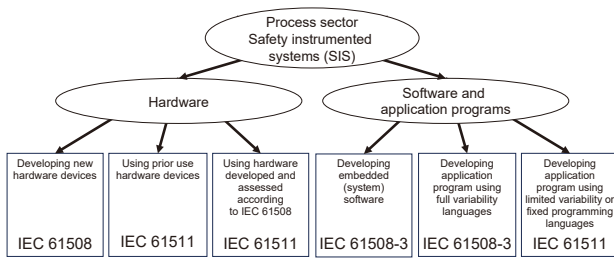 Process sector
Safety instrumented
systems (SIS)
Hardware
Software and
application programs
Developing new
hardware devices
IEC 61508
Using prior use
hardware devices
IEC 61511
Using hardware
developed and
assessed
according
to IEC 61508
IEC 61511
Developing
embedded
(system)
software
IEC 61508-3
Developing
application
program using
full variability
languages
IEC 61508-3
Developing
application
program using
limited variability or
fixed programming
languages
IEC 61511